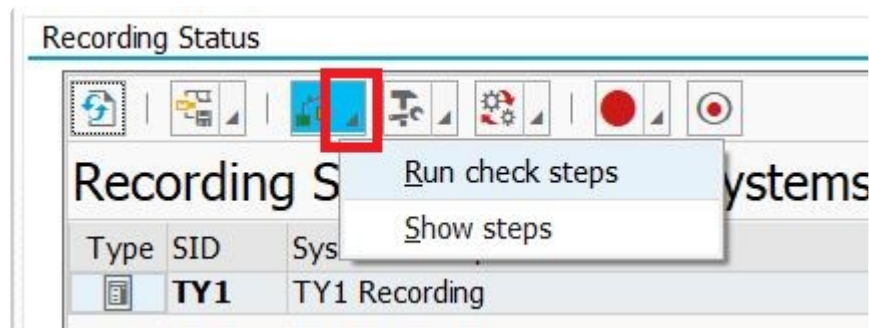 Recording Status
Run check steps
Show steps
Recording S ystems
Type SID Sys
TY1 TY1 Recording